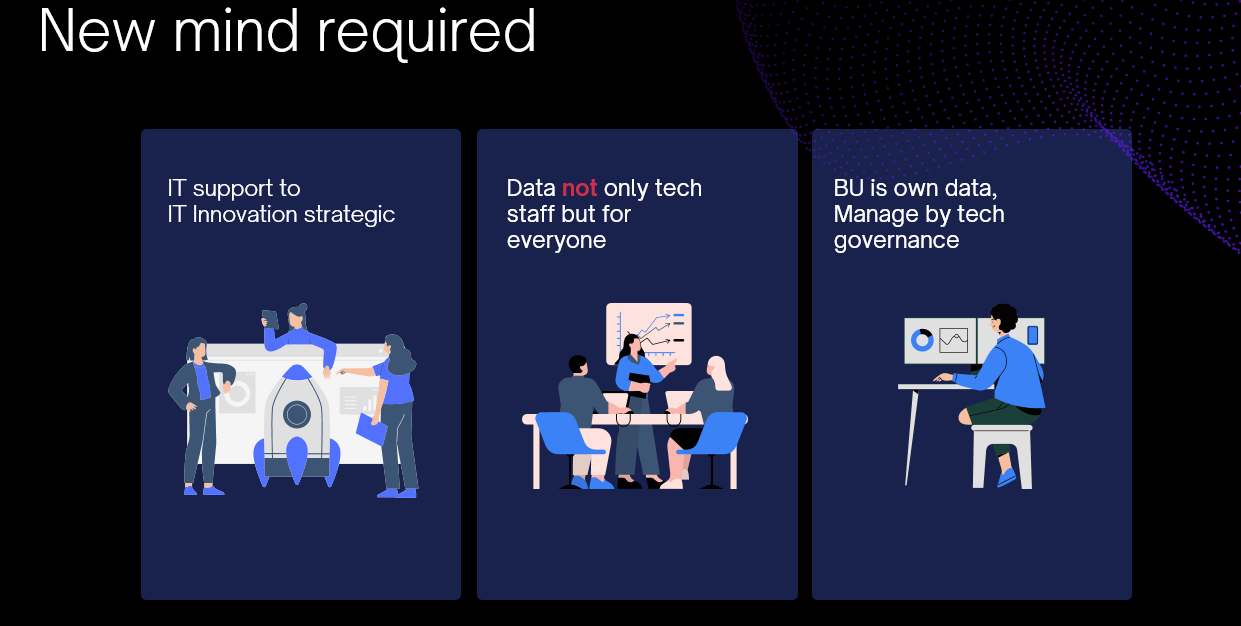 New mind required
IT support to
IT Innovation strategic
Data not only tech
staff but for
everyone
BU is own data,
Manage by tech
governance